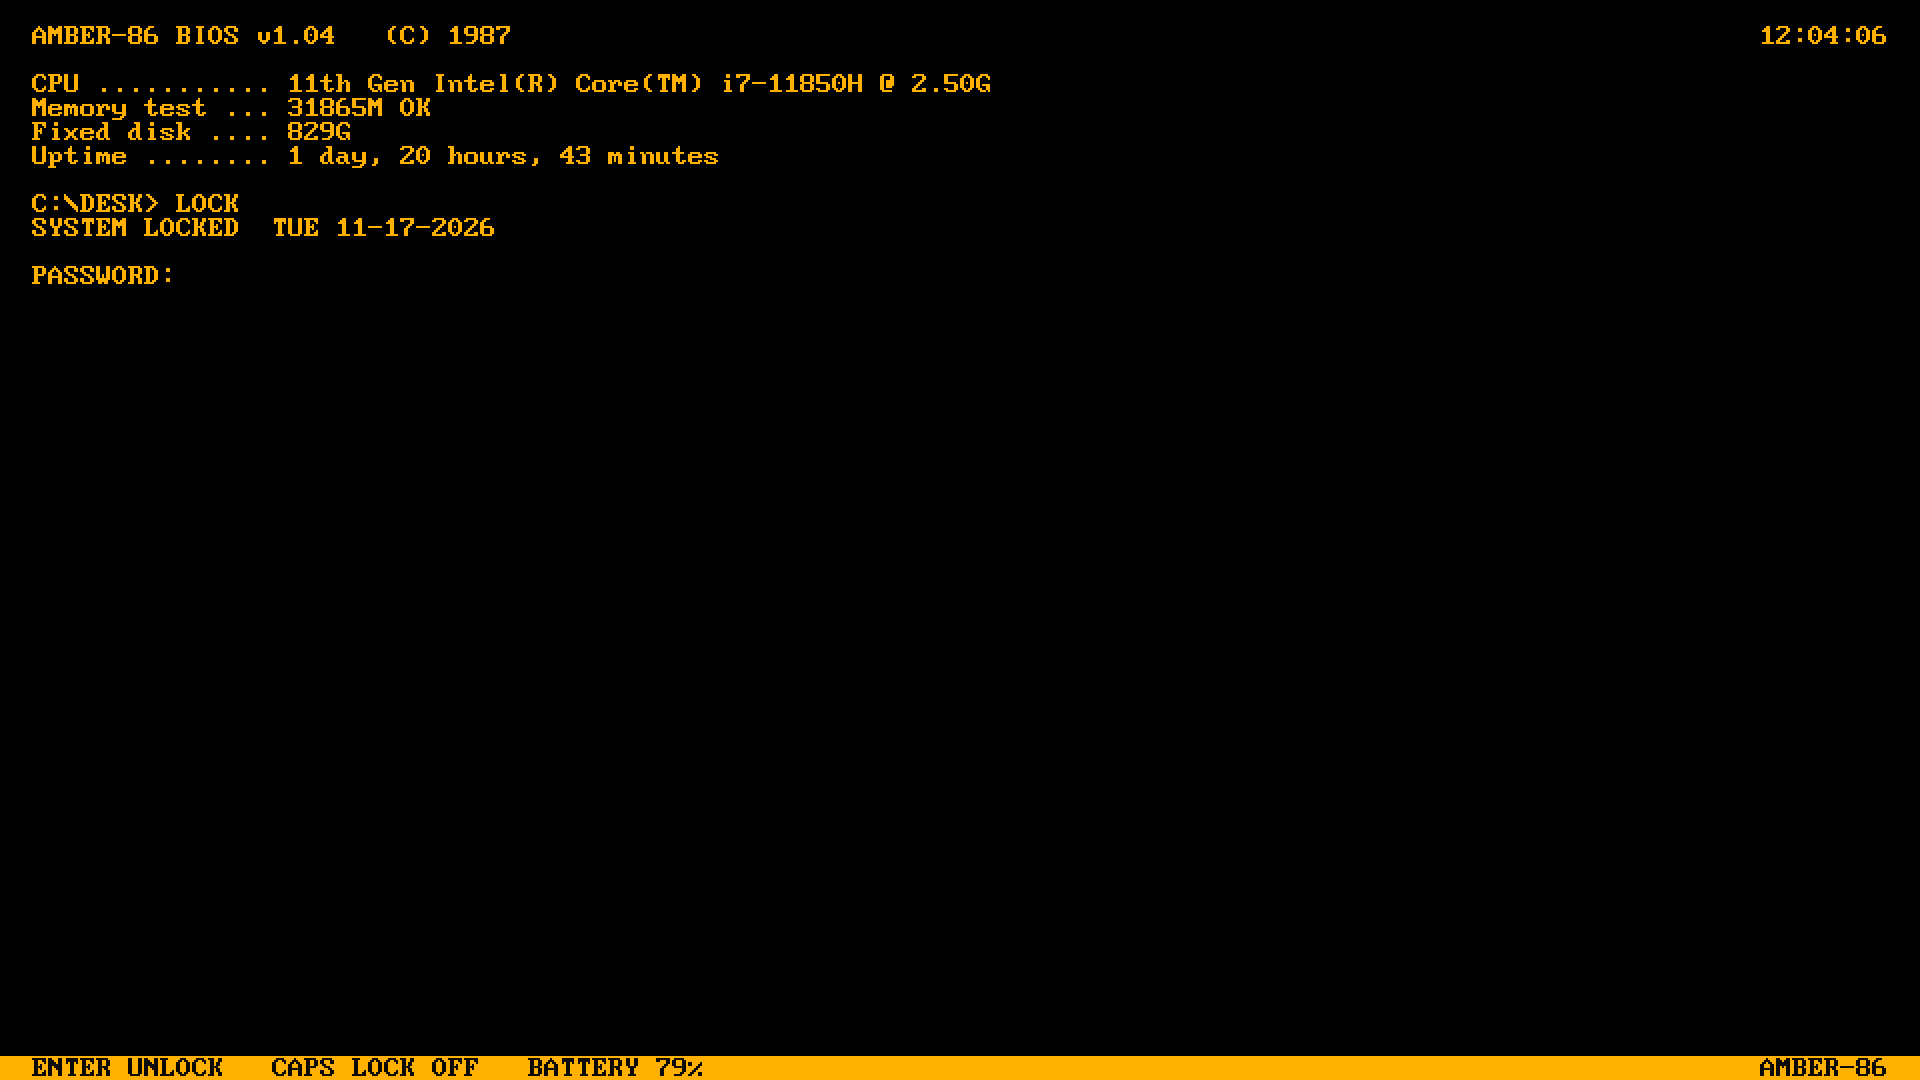 AMBER-86 BIOS v1.04   (C) 1987   12:04:06
CPU ........... 11th Gen Intel(R) Core(TM) i7-11850H @ 2.50G
Memory test ... 31865M OK
Fixed disk .... 829G
Uptime ........ 1 day, 20 hours, 43 minutes
C:\DESK> LOCK
SYSTEM LOCKED  TUE 11-17-2026
PASSWORD:
ENTER UNLOCK   CAPS LOCK OFF   BATTERY 79%   AMBER-86